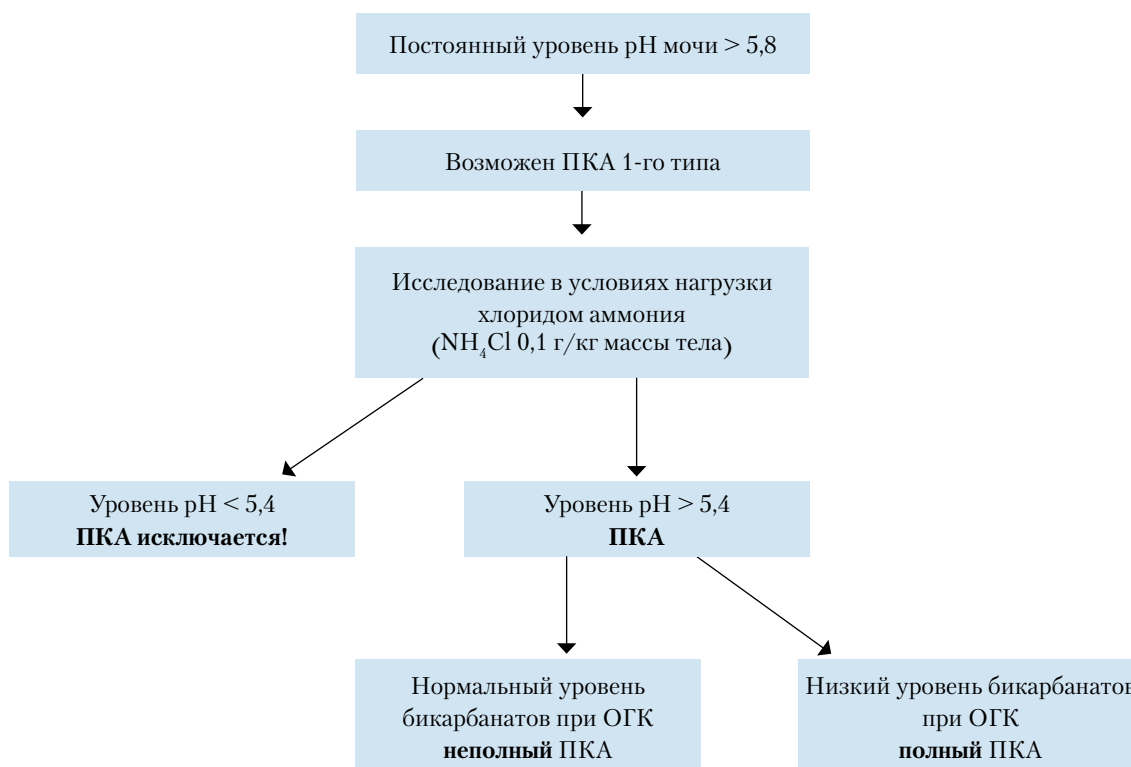 Постоянный уровень pH мочи > 5,8
Возможен ПКА 1-го типа
Исследование в условиях нагрузки
хлоридом аммония
(NH₄Cl 0,1 г/кг массы тела)
Уровень pH < 5,4
ПКА исключается!
Уровень pH > 5,4
ПКА
Нормальный уровень
бикарбанатов при ОГК
неполный ПКА
Низкий уровень бикарбанатов
при ОГК
полный ПКА